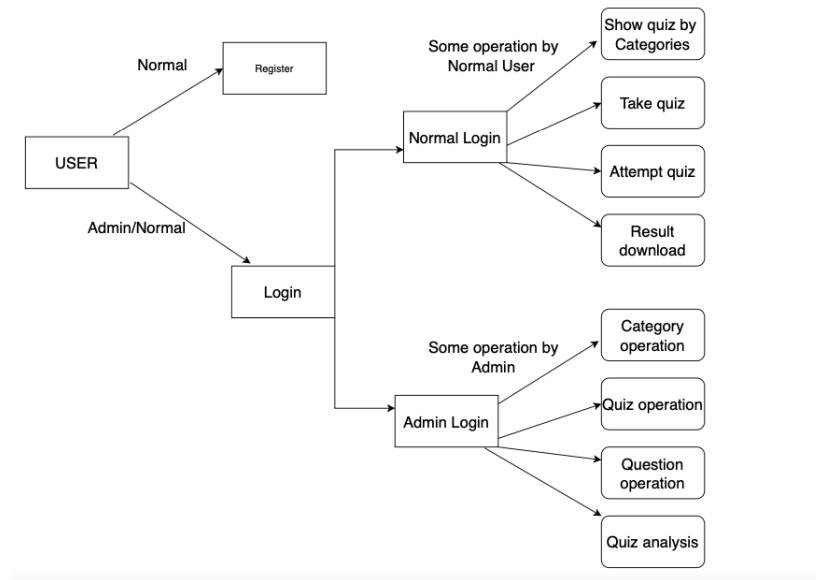 Normal
Register
USER
Admin/Normal
Login
Some operation by
Normal User
Normal Login
Show quiz by
Categories
Take quiz
Attempt quiz
Result
download
Some operation by
Admin
Admin Login
Category
operation
Quiz operation
Question
operation
Quiz analysis